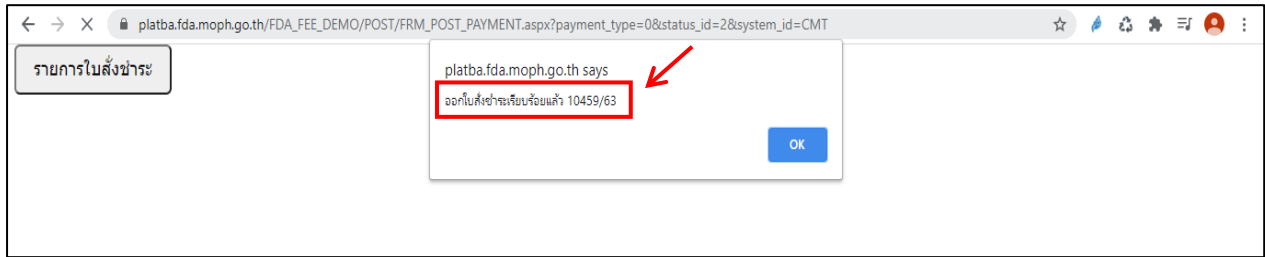 platba.fda.moph.go.th/FDA_FEE_DEMO/POST/FRM_POST_PAYMENT.aspx?payment_type=0&status_id=2&system_id=CMT
รายการใบสั่งชำระ
platba.fda.moph.go.th says
ออกใบสั่งชำระเรียบร้อยแล้ว 10459/63
OK